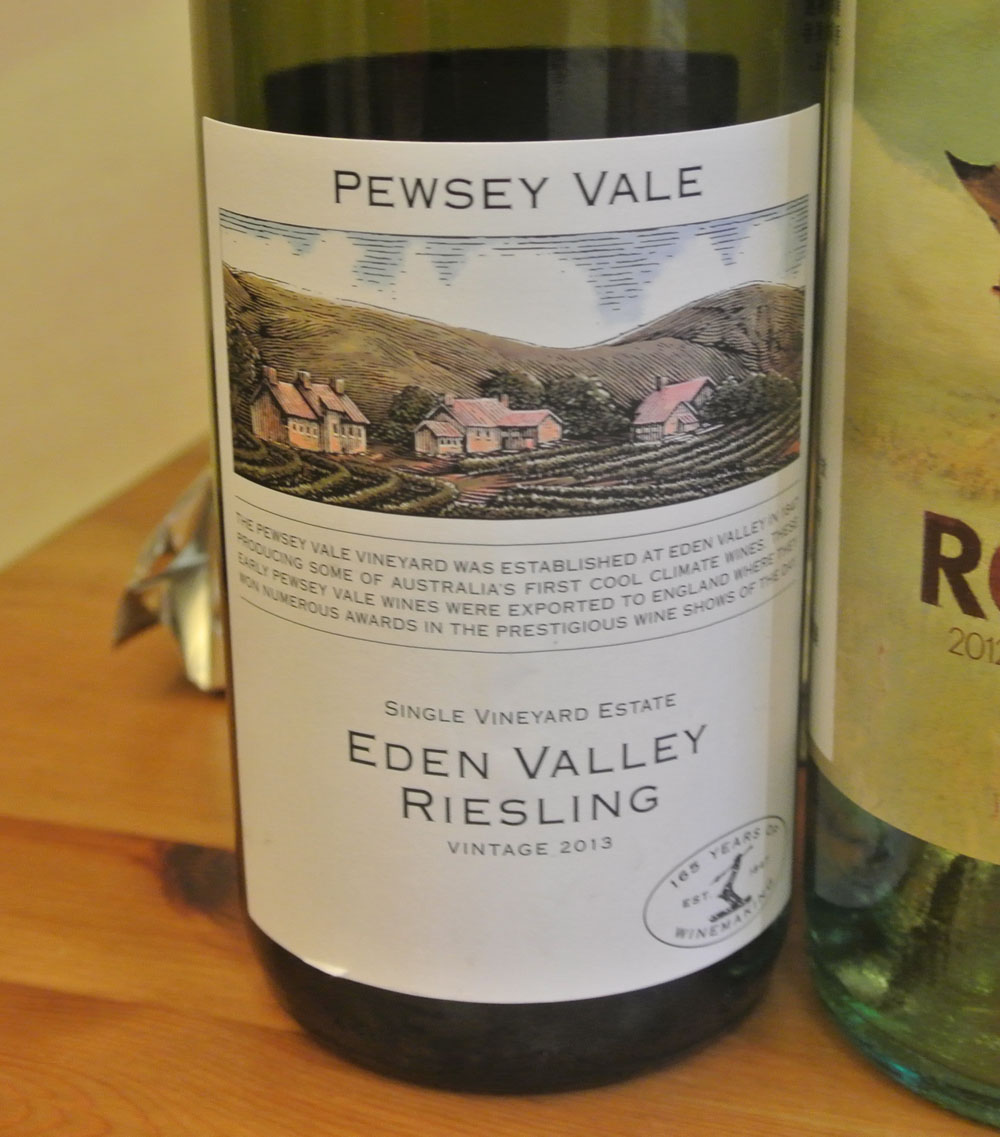 PEWSEY VALE
THE PEWSEY VALE VINEYARD WAS ESTABLISHED AT EDEN VALLEY IN 1847
PRODUCING SOME OF AUSTRALIA'S FIRST COOL CLIMATE WINES. THESE
EARLY PEWSEY VALE WINES WERE EXPORTED TO ENGLAND WHERE THEY
WON NUMEROUS AWARDS IN THE PRESTIGIOUS WINE SHOWS OF THE DAY.
SINGLE VINEYARD ESTATE
EDEN VALLEY
RIESLING
VINTAGE 2013
165 YEARS OF
EST. 1847
WINEMAKING
2012